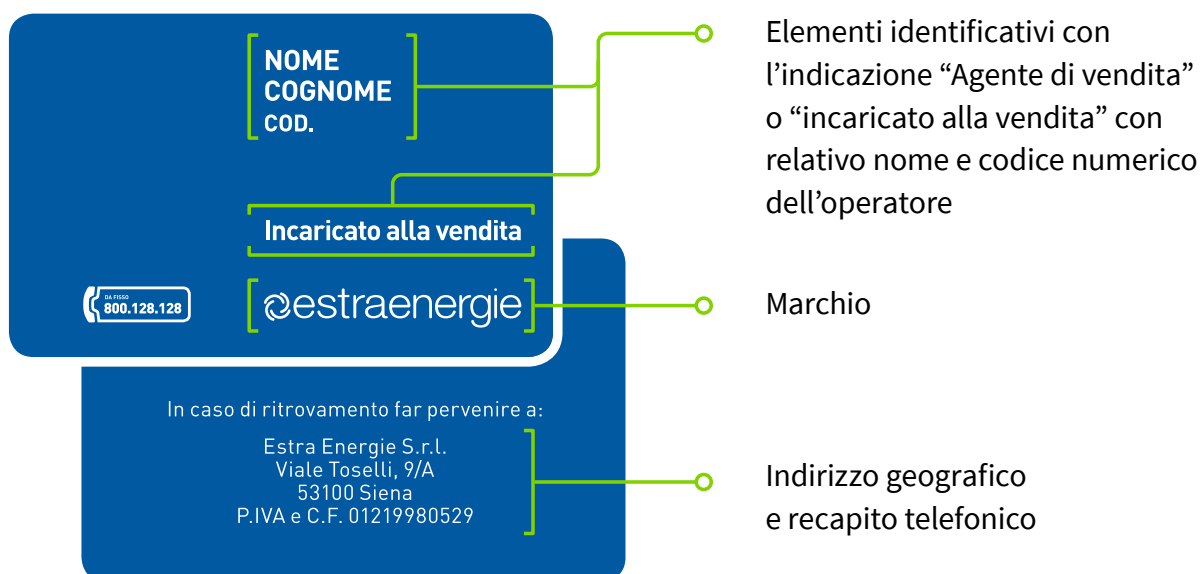 NOME
COGNOME
COD.
Incaricato alla vendita
DA FISSO
800.128.128
estraenergie
In caso di ritrovamento far pervenire a:
Estra Energie S.r.l.
Viale Toselli, 9/A
53100 Siena
P.IVA e C.F. 01219980529
Elementi identificativi con
l’indicazione “Agente di vendita”
o “incaricato alla vendita” con
relativo nome e codice numerico
dell’operatore
Marchio
Indirizzo geografico
e recapito telefonico